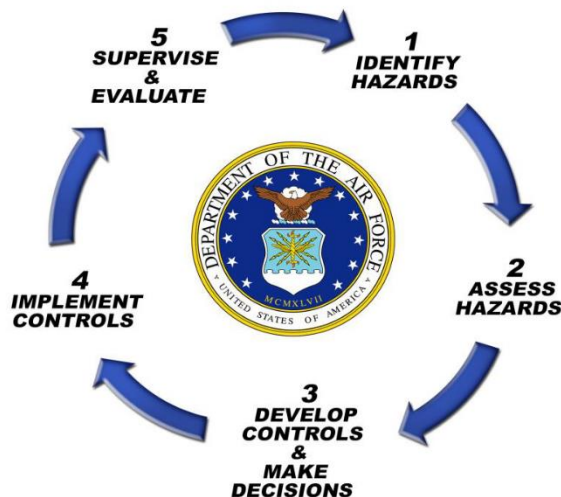 1
IDENTIFY
HAZARDS
2
ASSESS
HAZARDS
3
DEVELOP
CONTROLS
&
MAKE
DECISIONS
4
IMPLEMENT
CONTROLS
5
SUPERVISE
&
EVALUATE
DEPARTMENT OF THE AIR FORCE
MCMXLVII
UNITED STATES OF AMERICA